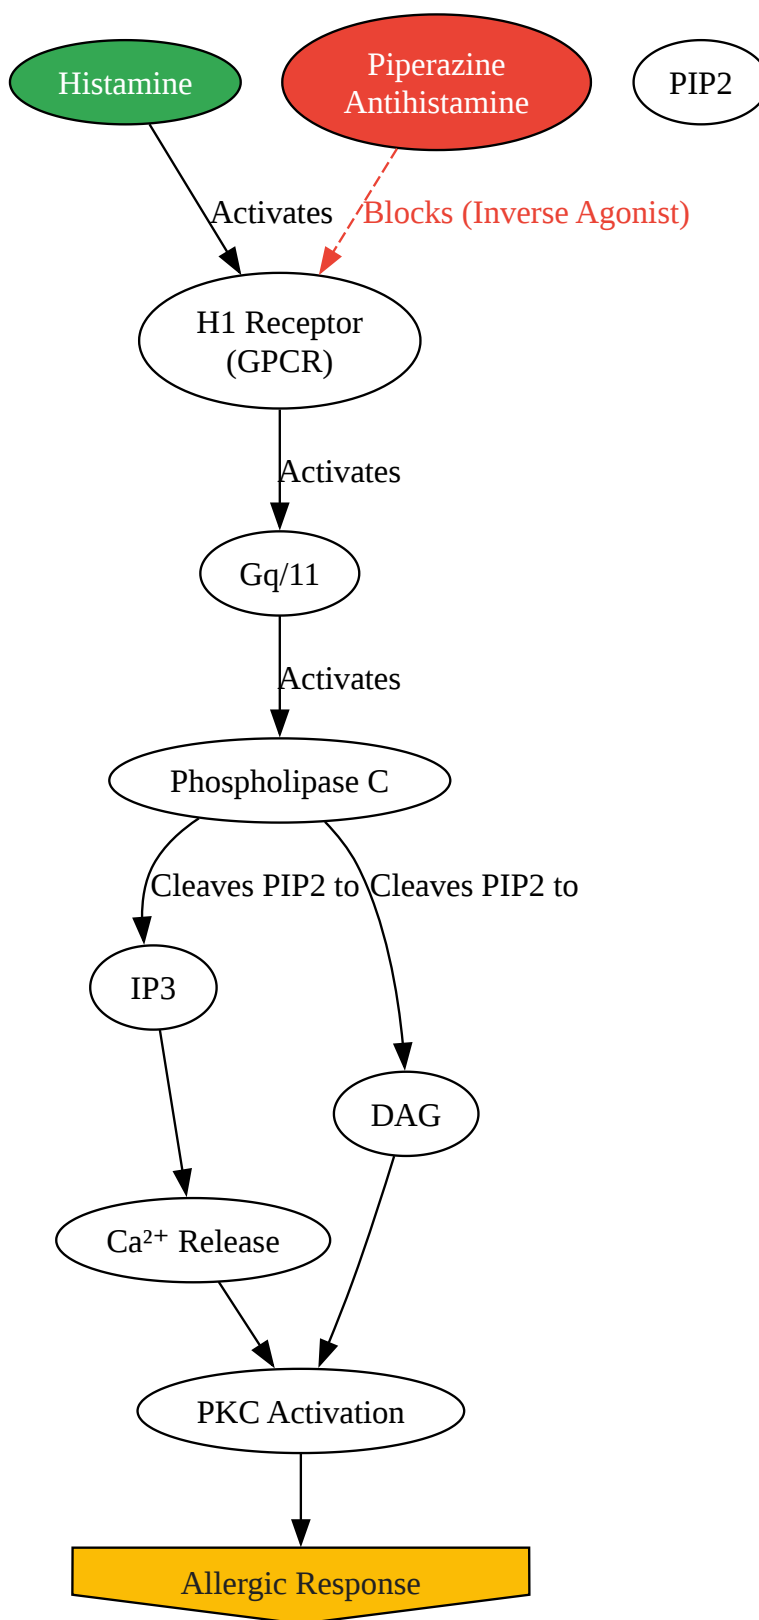 Histamine
Piperazine
Antihistamine
PIP2
Activates
Blocks (Inverse Agonist)
H1 Receptor
(GPCR)
Activates
Gq/11
Activates
Phospholipase C
Cleaves PIP2 to
Cleaves PIP2 to
IP3
DAG
Ca²⁺ Release
PKC Activation
Allergic Response